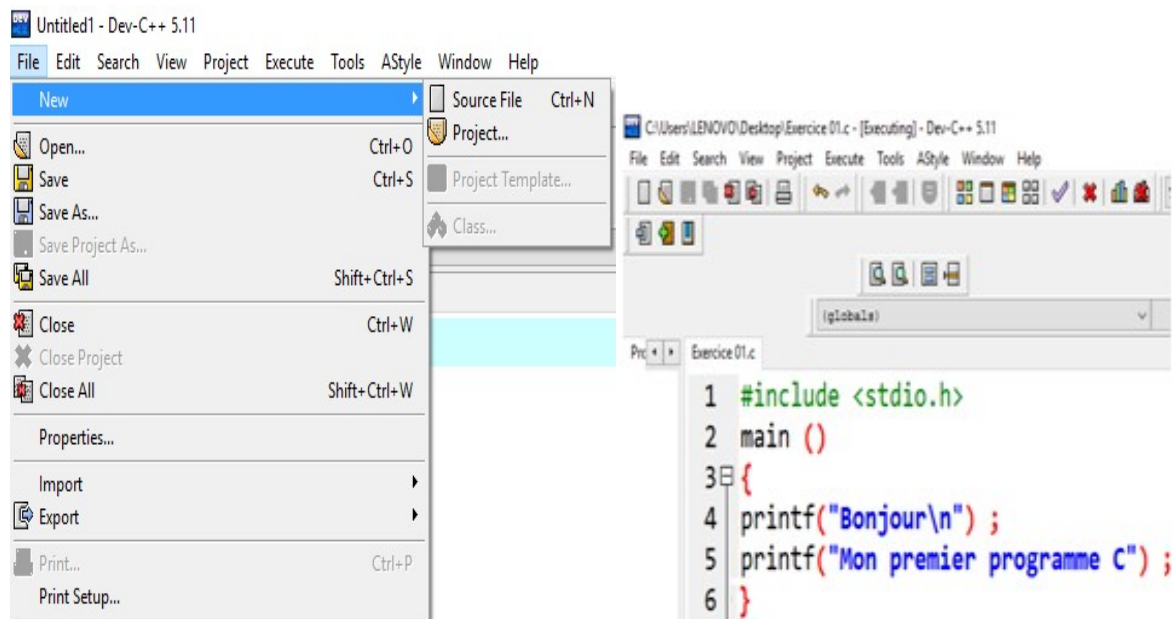 Untitled1 - Dev-C++ 5.11
File Edit Search View Project Execute Tools AStyle Window Help
New
Source File Ctrl+N
Project...
Project Template...
Class...
Open... Ctrl+O
Save Ctrl+S
Save As...
Save Project As...
Save All Shift+Ctrl+S
Close Ctrl+W
Close Project
Close All Shift+Ctrl+W
Properties...
Import
Export
Print... Ctrl+P
Print Setup...
C:\Users\LENOVO\Desktop\Exercice 01.c - [Executing] - Dev-C++ 5.11
File Edit Search View Project Execute Tools AStyle Window Help
(globals)
Exercice 01.c
1 #include <stdio.h>
2 main ()
3 {
4 printf("Bonjour\n") ;
5 printf("Mon premier programme C") ;
6 }